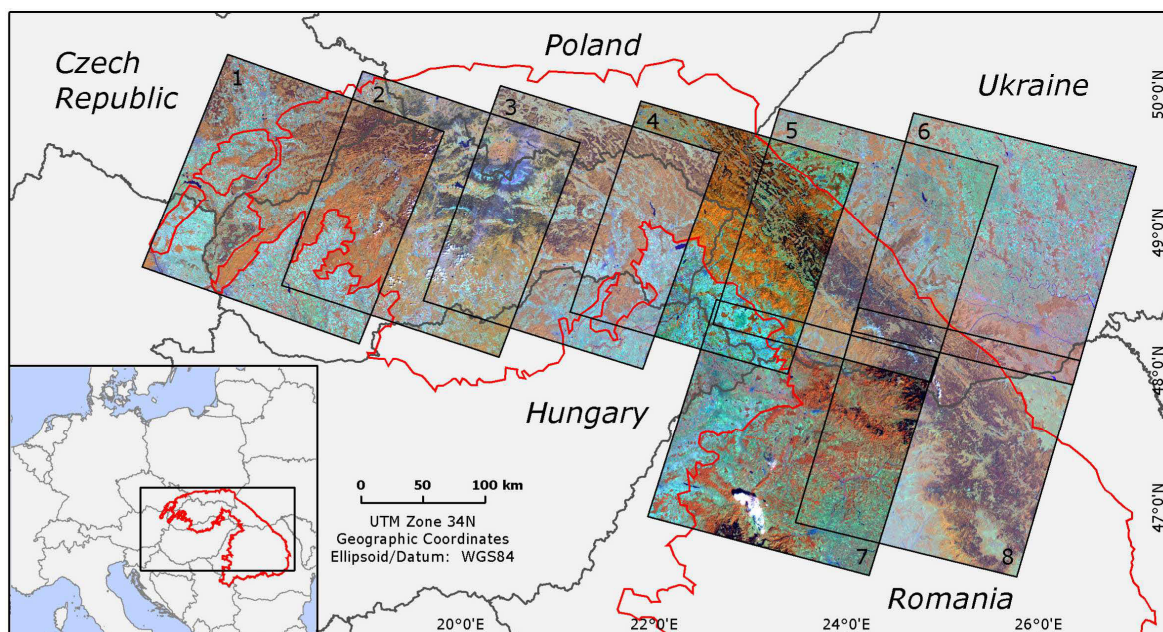 Czech
Republic
Poland
Ukraine
1
2
3
4
5
6
50°0'N
49°0'N
48°0'N
47°0'N
Hungary
0 50 100 km
UTM Zone 34N
Geographic Coordinates
Ellipsoid/Datum: WGS84
7
8
Romania
20°0'E
22°0'E
24°0'E
26°0'E